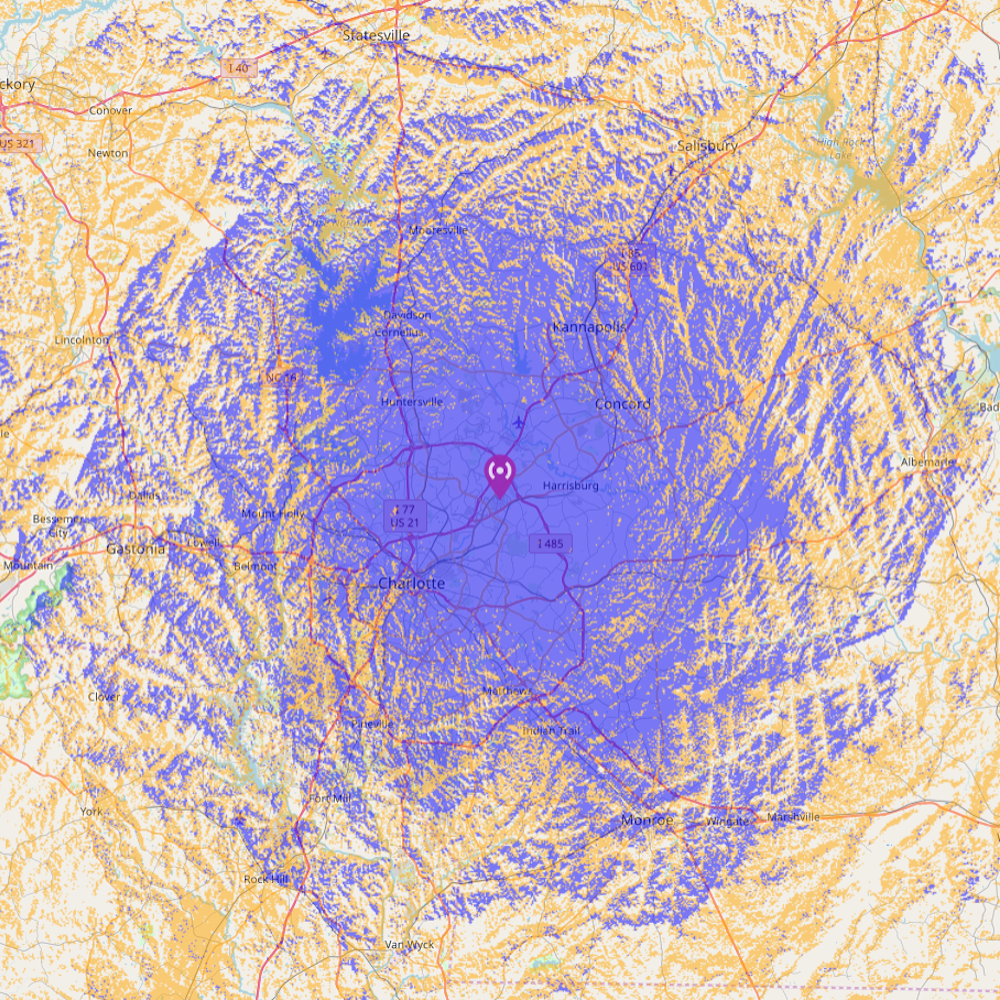 Statesville
I 40
ckory
Conover
US 321
Newton
Salisbury
High Rock
Lake
Mooresville
I 85
US 601
Davidson
Cornelius
Kannapolis
Lincolnton
NC 16
Huntersville
Concord
Bad
le
Albemarle
Harrisburg
Dallas
Mount Holly
I 77
US 21
Bessemer
City
Gastonia
Lowell
I 485
Mountain
Belmont
Charlotte
Clover
Matthews
Pineville
Indian Trail
Fort Mill
York
Monroe
Wingate
Marshville
Rock Hill
Van Wyck